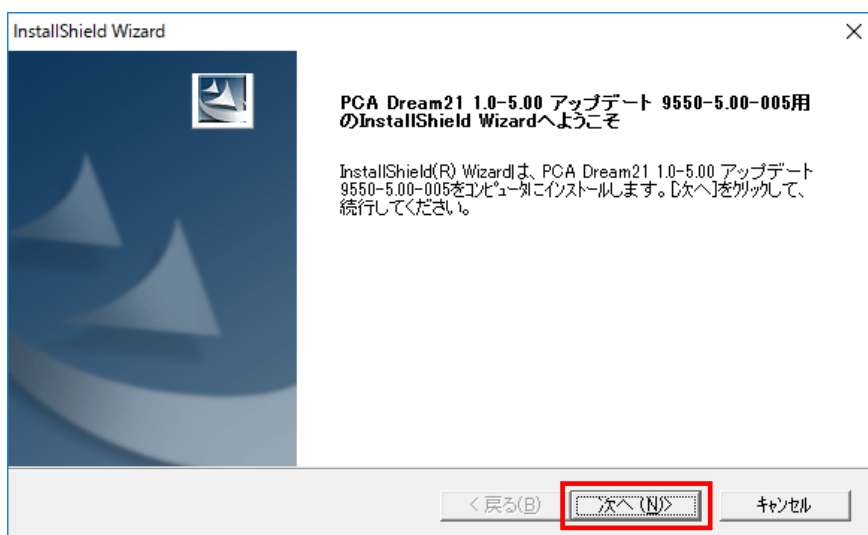 InstallShield Wizard
PCA Dream21 1.0-5.00 アップデート 9550-5.00-005用
のInstallShield Wizardへようこそ
InstallShield(R) Wizardは、PCA Dream21 1.0-5.00 アップデート
9550-5.00-005をコンピュータにインストールします。[次へ]をクリックして、
続行してください。
< 戻る(B)
次へ(N)>
キャンセル